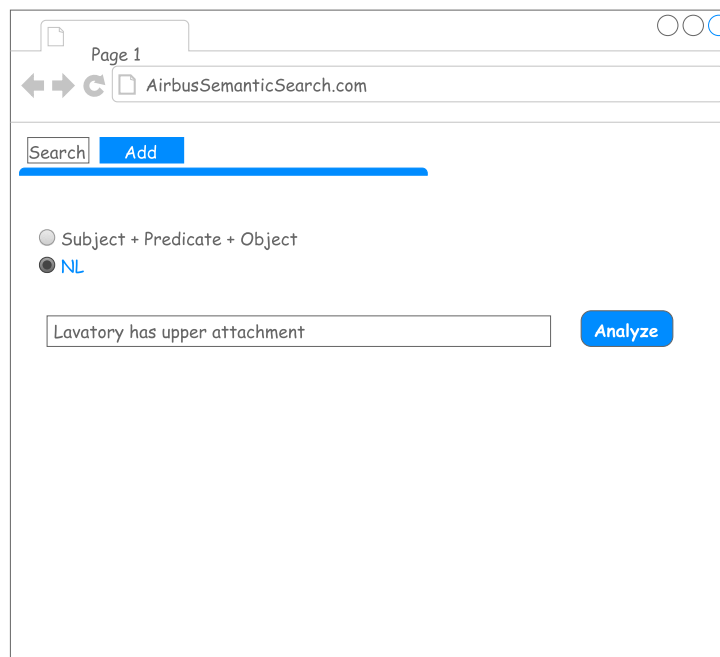 Page 1
AirbusSemanticSearch.com
Search Add
Subject + Predicate + Object
NL
Lavatory has upper attachment Analyze